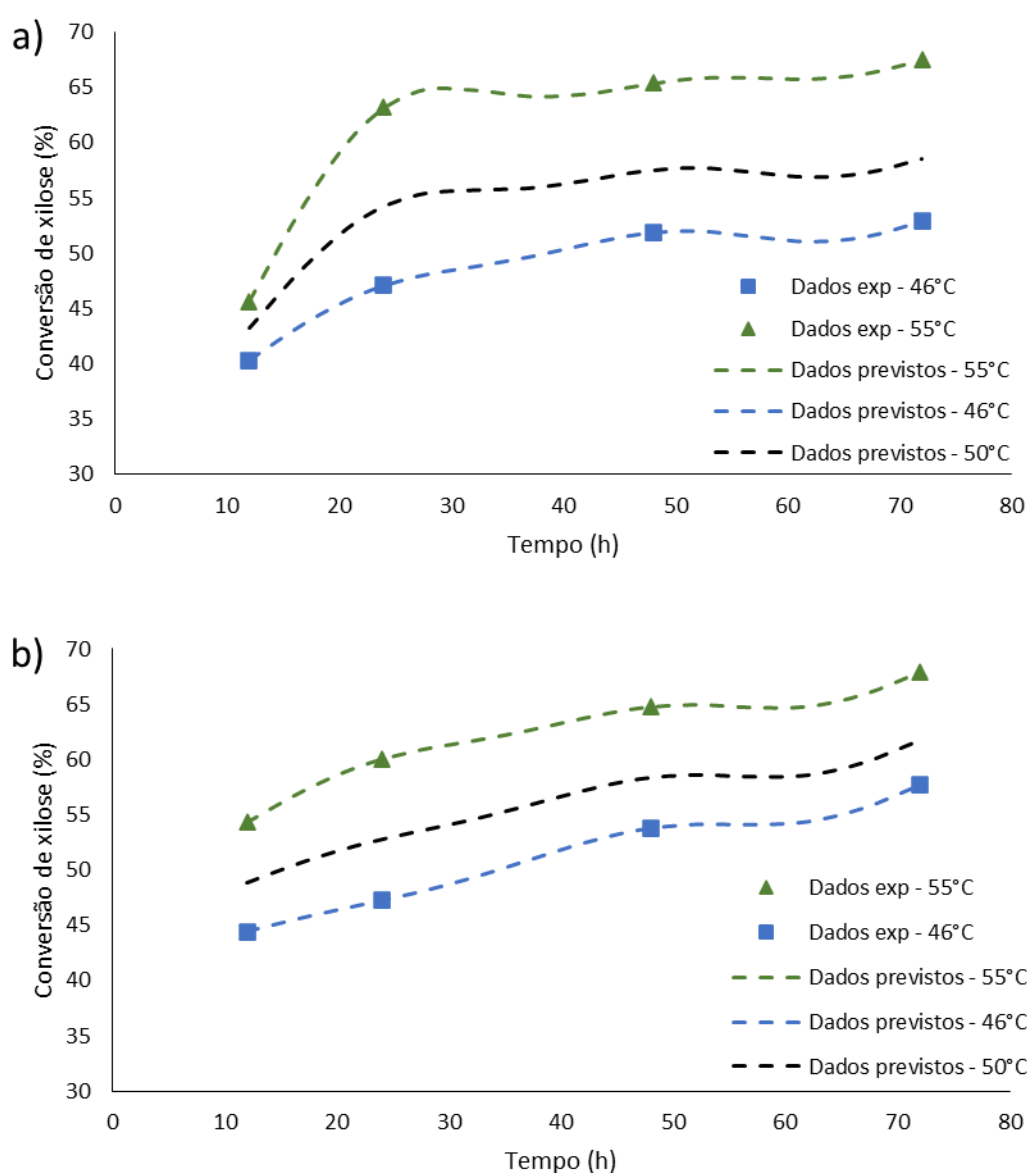 a)
Conversão de xilose (%)
70
65
60
55
50
45
40
35
30
0 10 20 30 40 50 60 70 80
Tempo (h)
Dados exp - 46°C
Dados exp - 55°C
Dados previstos - 55°C
Dados previstos - 46°C
Dados previstos - 50°C
b)
Conversão de xilose (%)
70
65
60
55
50
45
40
35
30
0 10 20 30 40 50 60 70 80
Tempo (h)
Dados exp - 55°C
Dados exp - 46°C
Dados previstos - 55°C
Dados previstos - 46°C
Dados previstos - 50°C